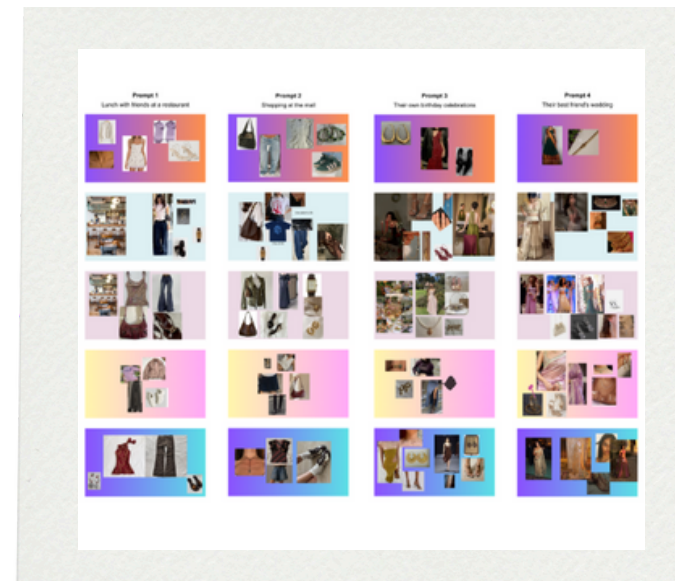 Prompt 1
Lunch with friends at a restaurant
Prompt 2
Shopping at the mall
Prompt 3
Their own birthday celebrations
Prompt 4
Their best friend's wedding